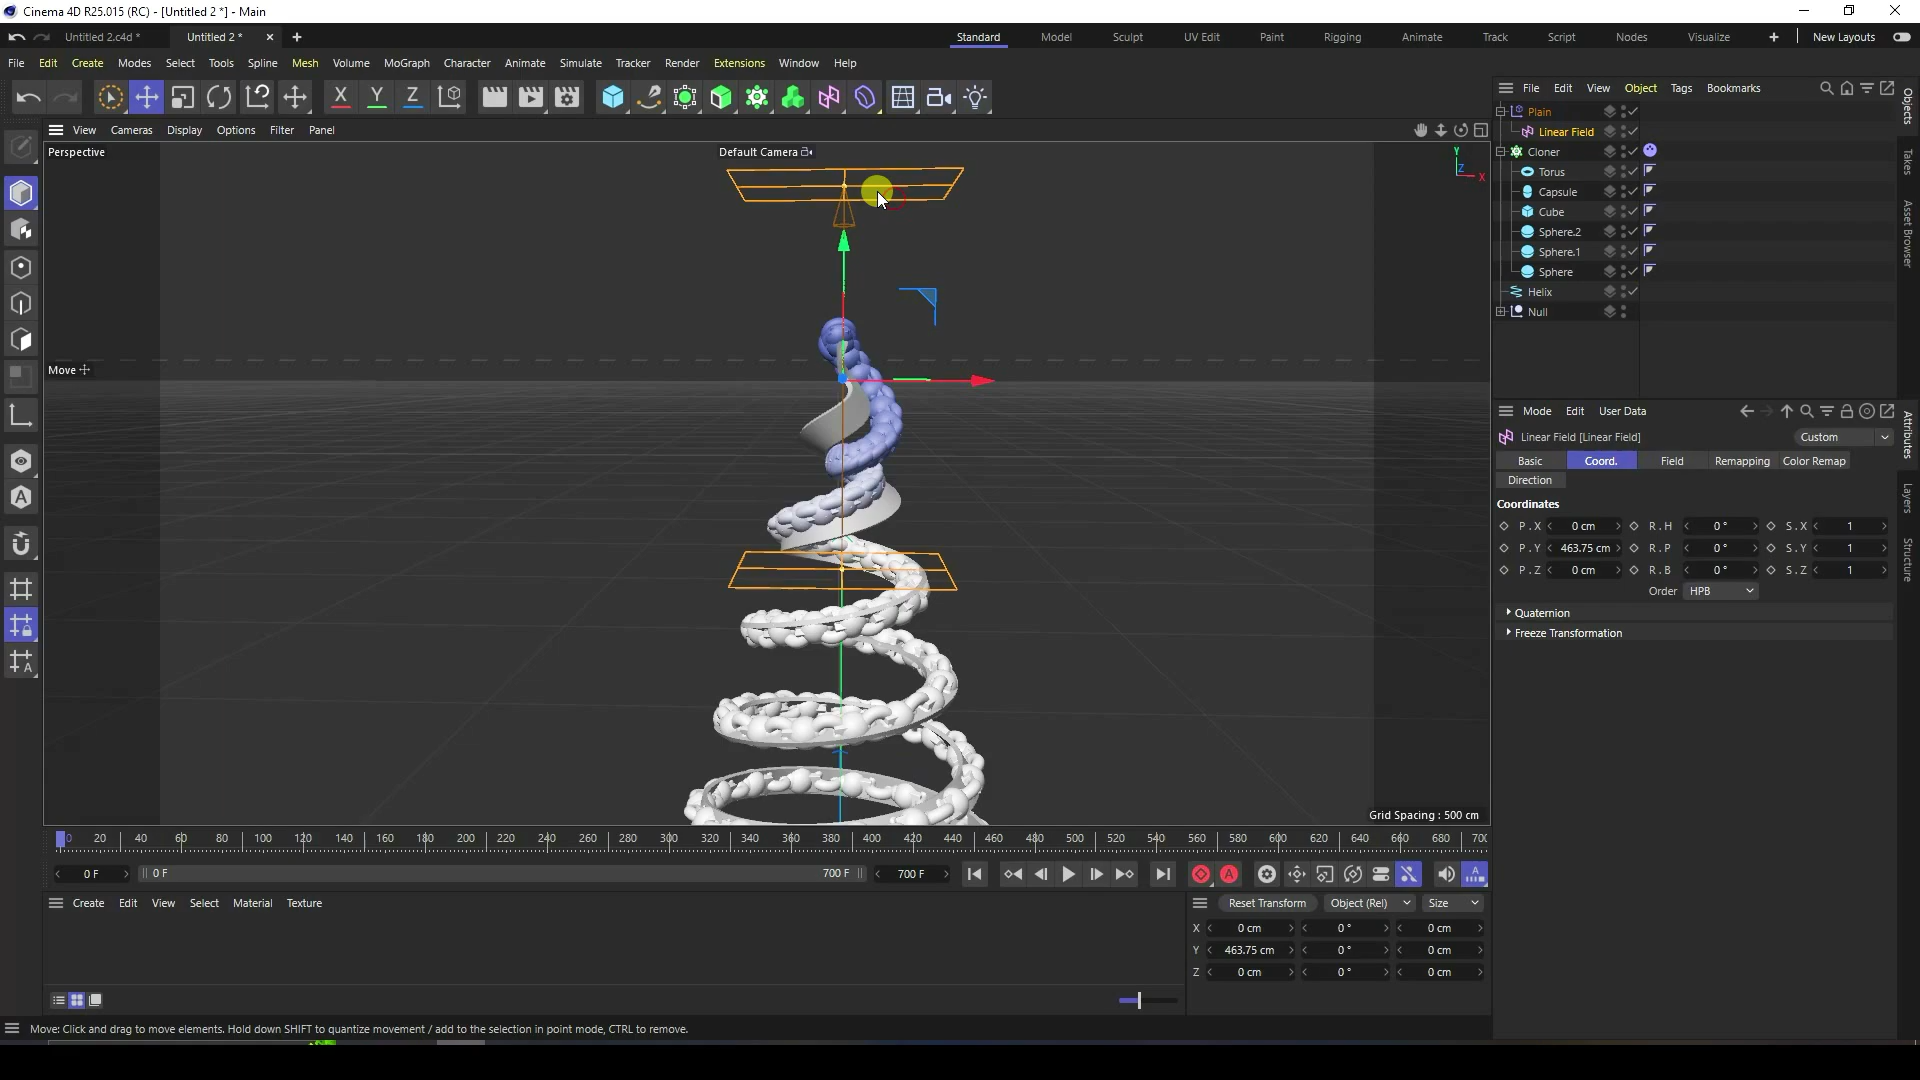 Cinema 4D R25.015 (RC) - [Untitled 2 *] - Main
Untitled 2.c4d *
Untitled 2 *
Standard Model Sculpt UV Edit Paint Rigging Animate Track Script Nodes Visualize New Layouts
File Edit Create Modes Select Tools Spline Mesh Volume MoGraph Character Animate Simulate Tracker Render Extensions Window Help
X Y Z
File Edit View Object Tags Bookmarks
View Cameras Display Options Filter Panel
Perspective
Default Camera
Y
Z
X
Move
Grid Spacing : 500 cm
Plain
Linear Field
Cloner
Torus
Capsule
Cube
Sphere.2
Sphere.1
Sphere
Helix
Null
Objects
Takes
Asset Browser
Attributes
Layers
Structure
Mode Edit User Data
Linear Field [Linear Field]
Custom
Basic Coord. Field Remapping Color Remap
Direction
Coordinates
P.X 0 cm R.H 0° S.X 1
P.Y 463.75 cm R.P 0° S.Y 1
P.Z 0 cm R.B 0° S.Z 1
Order HPB
Quaternion
Freeze Transformation
0 20 40 60 80 100 120 140 160 180 200 220 240 260 280 300 320 340 360 380 400 420 440 460 480 500 520 540 560 580 600 620 640 660 680 700
0 F 0 F 700 F 700 F
Create Edit View Select Material Texture
Reset Transform Object (Rel) Size
X 0 cm 0° 0 cm
Y 463.75 cm 0° 0 cm
Z 0 cm 0° 0 cm
Move: Click and drag to move elements. Hold down SHIFT to quantize movement / add to the selection in point mode, CTRL to remove.